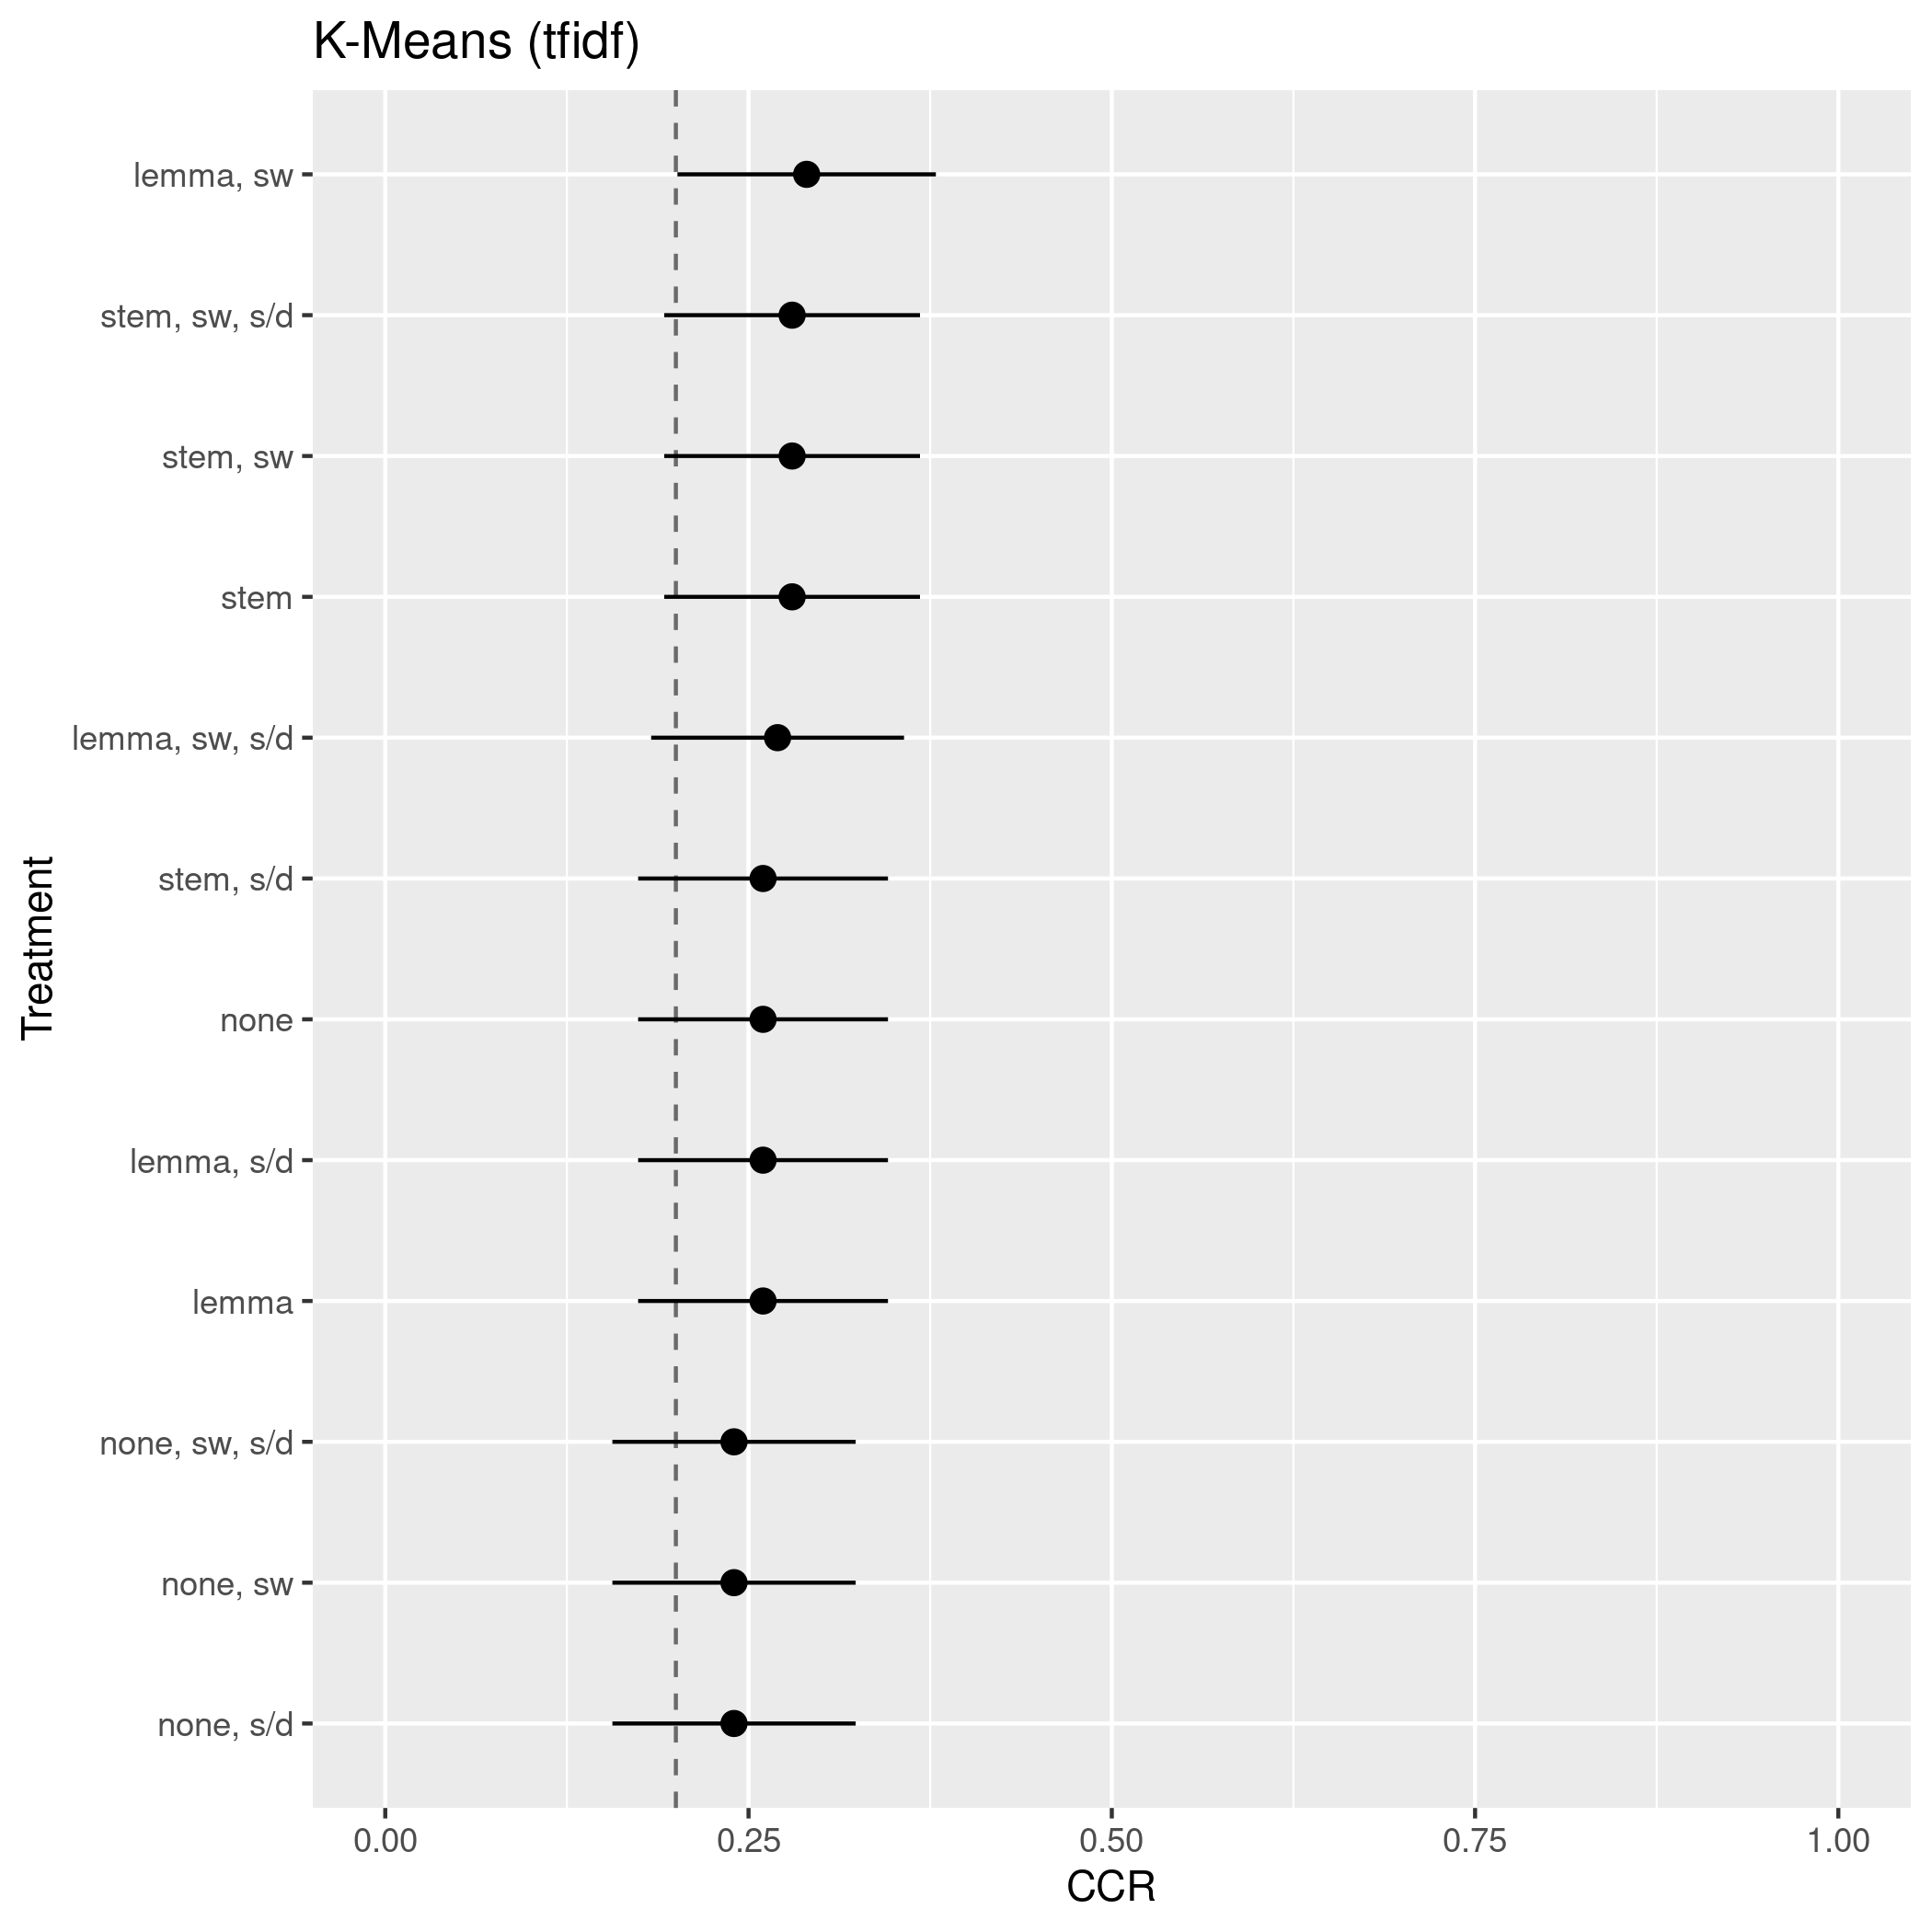 K-Means (tfidf)
Treatment
lemma, sw
stem, sw, s/d
stem, sw
stem
lemma, sw, s/d
stem, s/d
none
lemma, s/d
lemma
none, sw, s/d
none, sw
none, s/d
0.00 0.25 0.50 0.75 1.00
CCR